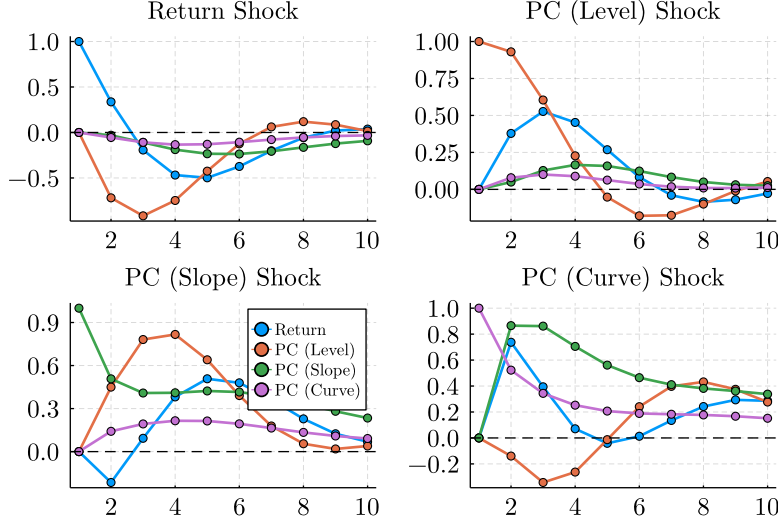 Return Shock
1.0
0.5
0.0
−0.5
2 4 6 8 10
PC (Level) Shock
1.00
0.75
0.50
0.25
0.00
2 4 6 8 10
PC (Slope) Shock
0.9
0.6
0.3
0.0
2 4 6 8 10
Return
PC (Level)
PC (Slope)
PC (Curve)
PC (Curve) Shock
1.0
0.8
0.6
0.4
0.2
0.0
−0.2
2 4 6 8 10